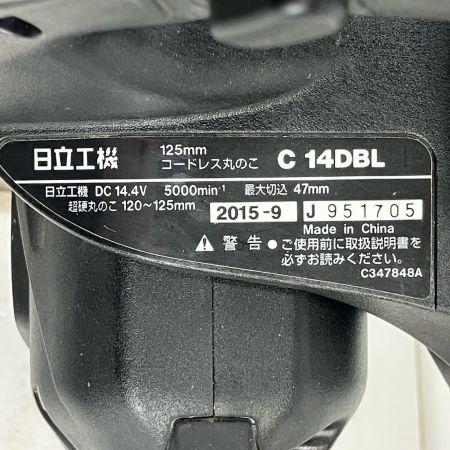 日立工機 125mm コードレス丸のこ C 14DBL
日立工機 DC 14.4V 5000min⁻¹ 最大切込 47mm
超硬丸のこ 120～125mm 2015-9 J 951705
Made in China
⚠ 警告 ● ご使用前に取扱説明書を
必ずお読みください。
C347848A